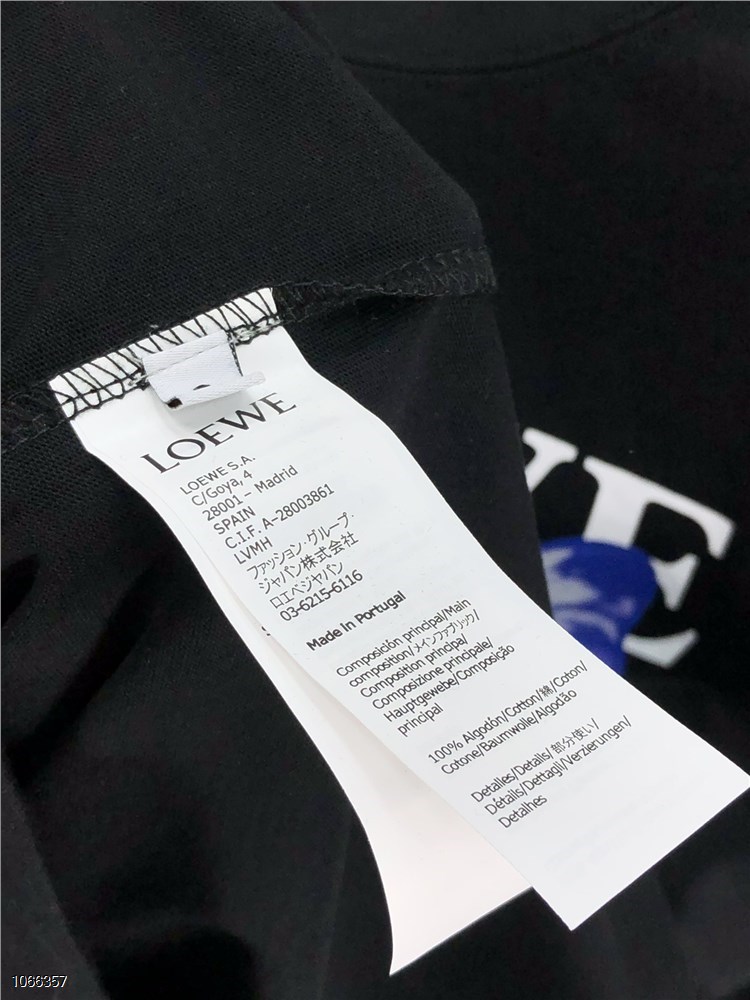 LOEWE
LOEWE S.A.
C/Goya, 4
28001 – Madrid
SPAIN
C.I.F. A-28003861
LVMH
ファッション・グループ・
ジャパン株式会社
ロエベジャパン
03-6215-6116
Made in Portugal
Composición principal/Main
composition/メインファブリック/
Composition principal/
Composizione principale/
Hauptgewebe/Composição
principal
100% Algodón/Cotton/綿/Coton/
Cotone/Baumwolle/Algodão
Detalles/Details/部分使い/
Détails/Dettagli/Verzierungen/
Detalhes
WE
1066357